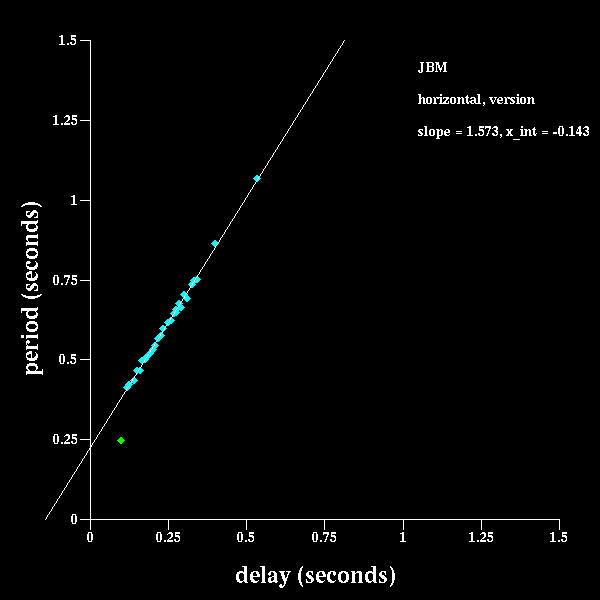 1.5
JBM
horizontal, version
1.25
slope = 1.573, x_int = -0.143
1
0.75
period (seconds)
0.5
0.25
0
0 0.25 0.5 0.75 1 1.25 1.5
delay (seconds)